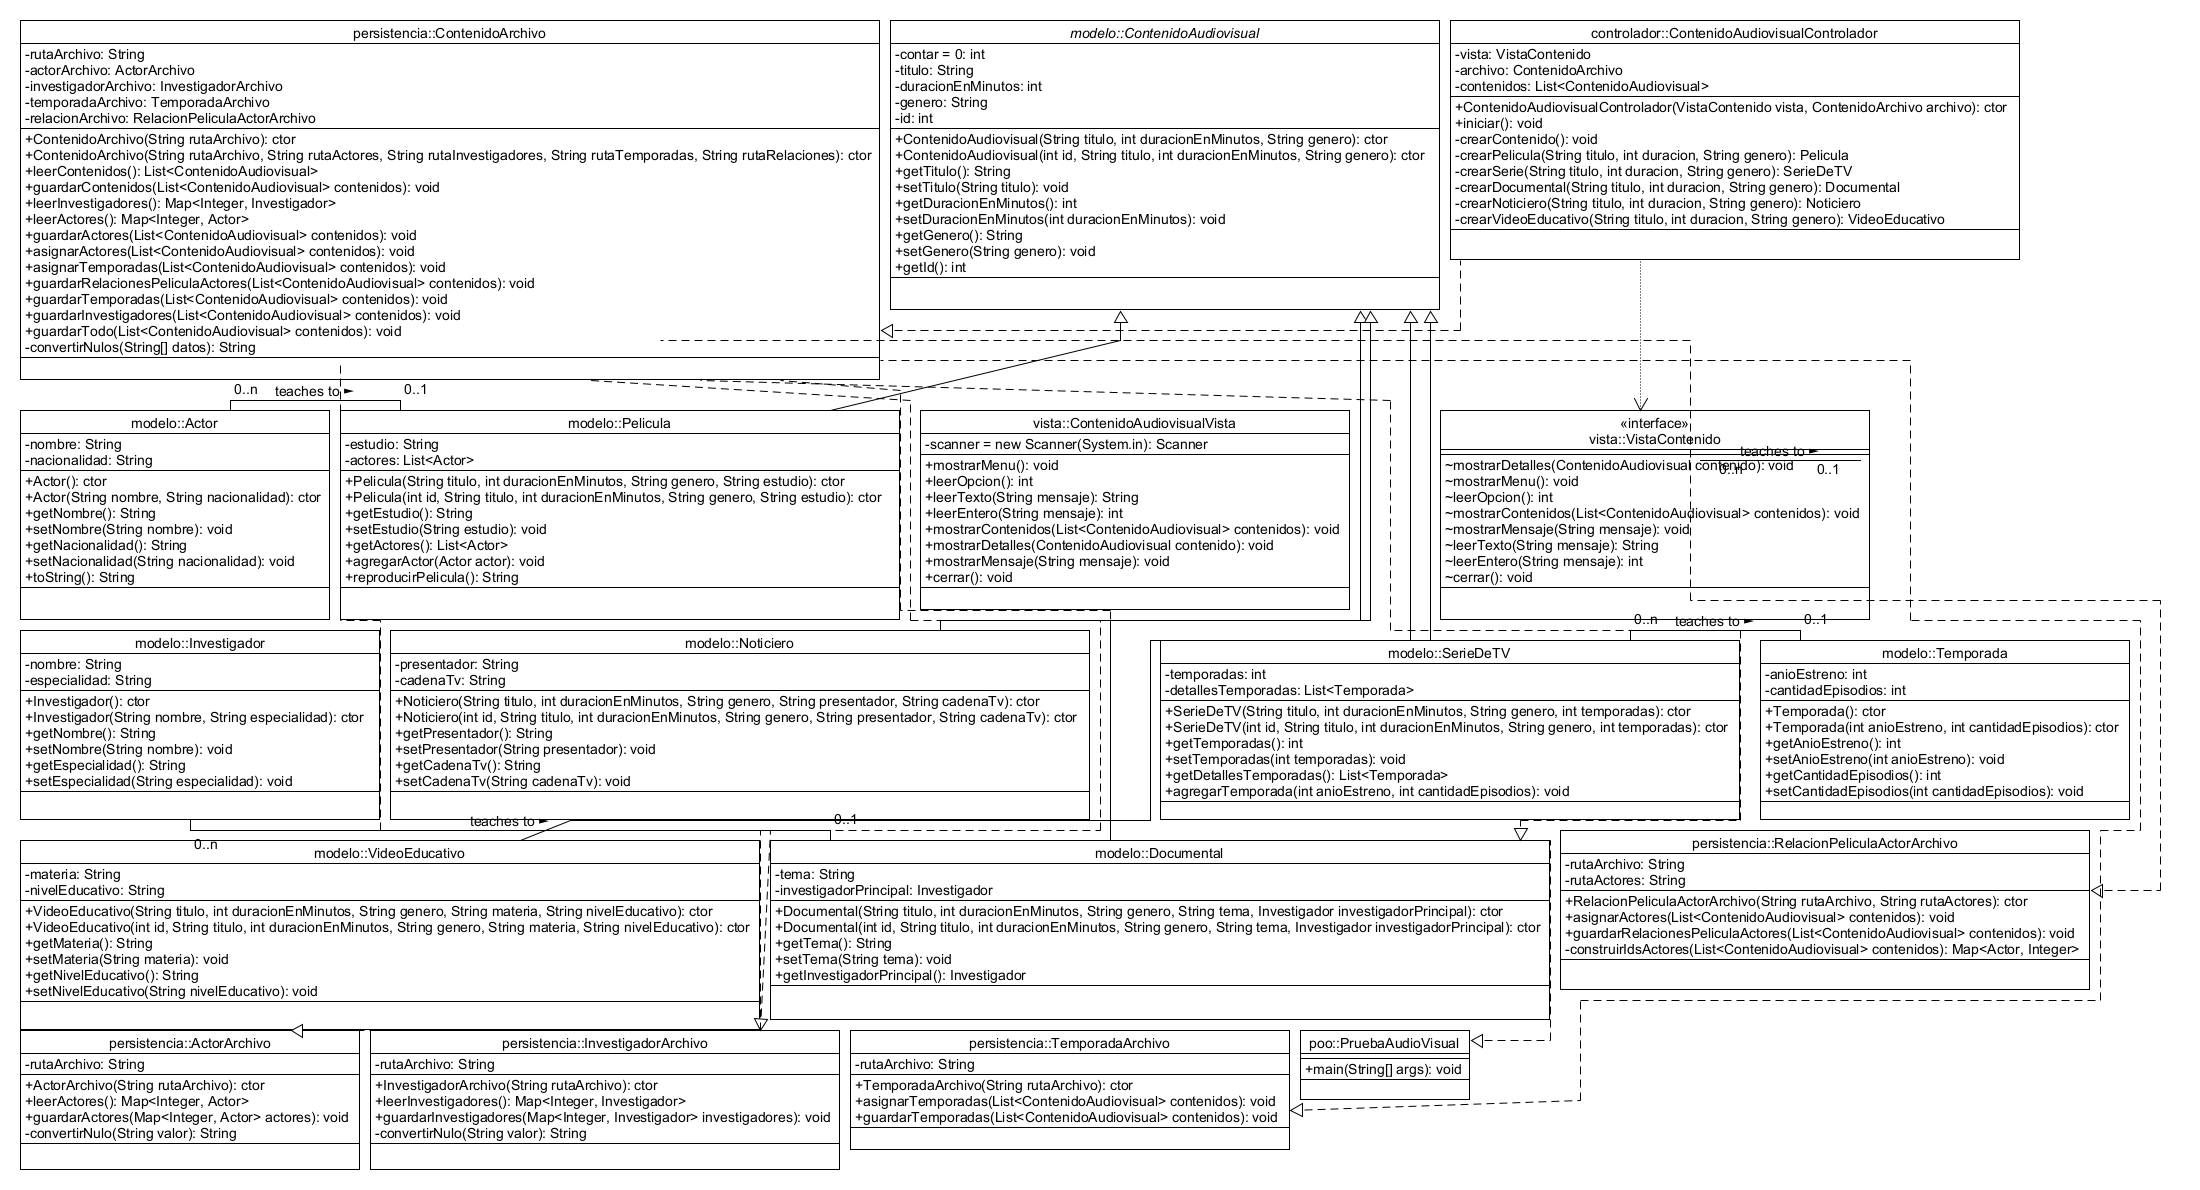 persistencia::ContenidoArchivo
-rutaArchivo: String
-actorArchivo: ActorArchivo
-investigadorArchivo: InvestigadorArchivo
-temporadaArchivo: TemporadaArchivo
-relacionArchivo: RelacionPeliculaActorArchivo
+ContenidoArchivo(String rutaArchivo): ctor
+ContenidoArchivo(String rutaArchivo, String rutaActores, String rutaInvestigadores, String rutaTemporadas, String rutaRelaciones): ctor
+leerContenidos(): List<ContenidoAudiovisual>
+guardarContenidos(List<ContenidoAudiovisual> contenidos): void
+leerInvestigadores(): Map<Integer, Investigador>
+leerActores(): Map<Integer, Actor>
+guardarActores(List<ContenidoAudiovisual> contenidos): void
+asignarActores(List<ContenidoAudiovisual> contenidos): void
+asignarTemporadas(List<ContenidoAudiovisual> contenidos): void
+guardarRelacionesPeliculaActores(List<ContenidoAudiovisual> contenidos): void
+guardarTemporadas(List<ContenidoAudiovisual> contenidos): void
+guardarInvestigadores(List<ContenidoAudiovisual> contenidos): void
+guardarTodo(List<ContenidoAudiovisual> contenidos): void
-convertirNulos(String[] datos): String
modelo::ContenidoAudiovisual
-contar = 0: int
-titulo: String
-duracionEnMinutos: int
-genero: String
-id: int
+ContenidoAudiovisual(String titulo, int duracionEnMinutos, String genero): ctor
+ContenidoAudiovisual(int id, String titulo, int duracionEnMinutos, String genero): ctor
+getTitulo(): String
+setTitulo(String titulo): void
+getDuracionEnMinutos(): int
+setDuracionEnMinutos(int duracionEnMinutos): void
+getGenero(): String
+setGenero(String genero): void
+getId(): int
controlador::ContenidoAudiovisualControlador
-vista: VistaContenido
-archivo: ContenidoArchivo
-contenidos: List<ContenidoAudiovisual>
+ContenidoAudiovisualControlador(VistaContenido vista, ContenidoArchivo archivo): ctor
+iniciar(): void
-crearContenido(): void
-crearPelicula(String titulo, int duracion, String genero): Pelicula
-crearSerie(String titulo, int duracion, String genero): SerieDeTV
-crearDocumental(String titulo, int duracion, String genero): Documental
-crearNoticiero(String titulo, int duracion, String genero): Noticiero
-crearVideoEducativo(String titulo, int duracion, String genero): VideoEducativo
0..n teaches to 0..1
modelo::Actor
-nombre: String
-nacionalidad: String
+Actor(): ctor
+Actor(String nombre, String nacionalidad): ctor
+getNombre(): String
+setNombre(String nombre): void
+getNacionalidad(): String
+setNacionalidad(String nacionalidad): void
+toString(): String
modelo::Pelicula
-estudio: String
-actores: List<Actor>
+Pelicula(String titulo, int duracionEnMinutos, String genero, String estudio): ctor
+Pelicula(int id, String titulo, int duracionEnMinutos, String genero, String estudio): ctor
+getEstudio(): String
+setEstudio(String estudio): void
+getActores(): List<Actor>
+agregarActor(Actor actor): void
+reproducirPelicula(): String
vista::ContenidoAudiovisualVista
-scanner = new Scanner(System.in): Scanner
+mostrarMenu(): void
+leerOpcion(): int
+leerTexto(String mensaje): String
+leerEntero(String mensaje): int
+mostrarContenidos(List<ContenidoAudiovisual> contenidos): void
+mostrarDetalles(ContenidoAudiovisual contenido): void
+mostrarMensaje(String mensaje): void
+cerrar(): void
«interface»
vista::VistaContenido
teaches to
~mostrarDetalles(ContenidoAudiovisual contenido): void
0..n 0..1
~mostrarMenu(): void
~leerOpcion(): int
~mostrarContenidos(List<ContenidoAudiovisual> contenidos): void
~mostrarMensaje(String mensaje): void
~leerTexto(String mensaje): String
~leerEntero(String mensaje): int
~cerrar(): void
modelo::Investigador
-nombre: String
-especialidad: String
+Investigador(): ctor
+Investigador(String nombre, String especialidad): ctor
+getNombre(): String
+setNombre(String nombre): void
+getEspecialidad(): String
+setEspecialidad(String especialidad): void
modelo::Noticiero
-presentador: String
-cadenaTv: String
+Noticiero(String titulo, int duracionEnMinutos, String genero, String presentador, String cadenaTv): ctor
+Noticiero(int id, String titulo, int duracionEnMinutos, String genero, String presentador, String cadenaTv): ctor
+getPresentador(): String
+setPresentador(String presentador): void
+getCadenaTv(): String
+setCadenaTv(String cadenaTv): void
0..n teaches to 0..1
modelo::SerieDeTV
-temporadas: int
-detallesTemporadas: List<Temporada>
+SerieDeTV(String titulo, int duracionEnMinutos, String genero, int temporadas): ctor
+SerieDeTV(int id, String titulo, int duracionEnMinutos, String genero, int temporadas): ctor
+getTemporadas(): int
+setTemporadas(int temporadas): void
+getDetallesTemporadas(): List<Temporada>
+agregarTemporada(int anioEstreno, int cantidadEpisodios): void
modelo::Temporada
-anioEstreno: int
-cantidadEpisodios: int
+Temporada(): ctor
+Temporada(int anioEstreno, int cantidadEpisodios): ctor
+getAnioEstreno(): int
+setAnioEstreno(int anioEstreno): void
+getCantidadEpisodios(): int
+setCantidadEpisodios(int cantidadEpisodios): void
teaches to 0..1
0..n
modelo::VideoEducativo
-materia: String
-nivelEducativo: String
+VideoEducativo(String titulo, int duracionEnMinutos, String genero, String materia, String nivelEducativo): ctor
+VideoEducativo(int id, String titulo, int duracionEnMinutos, String genero, String materia, String nivelEducativo): ctor
+getMateria(): String
+setMateria(String materia): void
+getNivelEducativo(): String
+setNivelEducativo(String nivelEducativo): void
modelo::Documental
-tema: String
-investigadorPrincipal: Investigador
+Documental(String titulo, int duracionEnMinutos, String genero, String tema, Investigador investigadorPrincipal): ctor
+Documental(int id, String titulo, int duracionEnMinutos, String genero, String tema, Investigador investigadorPrincipal): ctor
+getTema(): String
+setTema(String tema): void
+getInvestigadorPrincipal(): Investigador
persistencia::RelacionPeliculaActorArchivo
-rutaArchivo: String
-rutaActores: String
+RelacionPeliculaActorArchivo(String rutaArchivo, String rutaActores): ctor
+asignarActores(List<ContenidoAudiovisual> contenidos): void
+guardarRelacionesPeliculaActores(List<ContenidoAudiovisual> contenidos): void
-construirIdsActores(List<ContenidoAudiovisual> contenidos): Map<Actor, Integer>
persistencia::ActorArchivo
-rutaArchivo: String
+ActorArchivo(String rutaArchivo): ctor
+leerActores(): Map<Integer, Actor>
+guardarActores(Map<Integer, Actor> actores): void
-convertirNulo(String valor): String
persistencia::InvestigadorArchivo
-rutaArchivo: String
+InvestigadorArchivo(String rutaArchivo): ctor
+leerInvestigadores(): Map<Integer, Investigador>
+guardarInvestigadores(Map<Integer, Investigador> investigadores): void
-convertirNulo(String valor): String
persistencia::TemporadaArchivo
-rutaArchivo: String
+TemporadaArchivo(String rutaArchivo): ctor
+asignarTemporadas(List<ContenidoAudiovisual> contenidos): void
+guardarTemporadas(List<ContenidoAudiovisual> contenidos): void
poo::PruebaAudioVisual
+main(String[] args): void